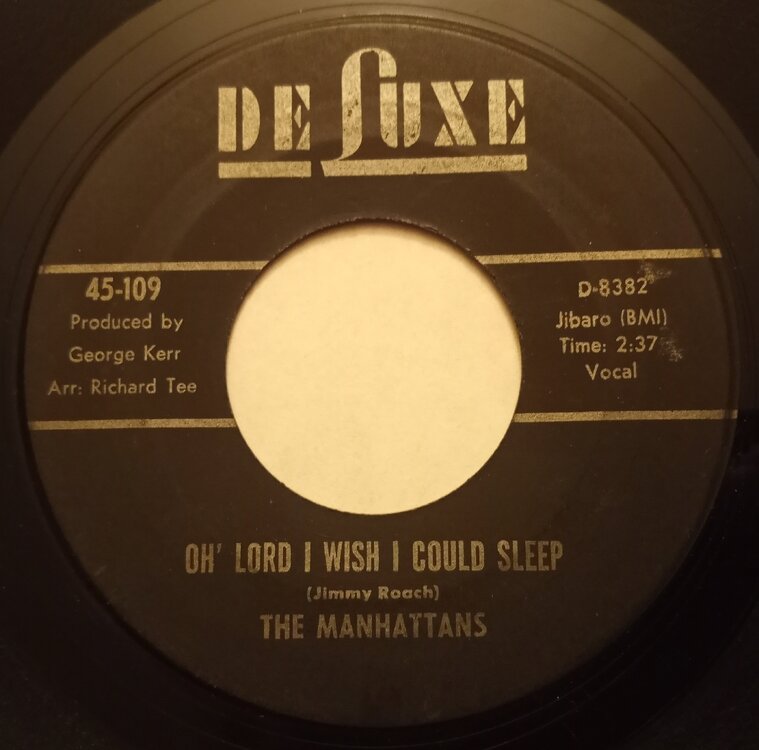 DE LUXE
45-109
Produced by
George Kerr
Arr: Richard Tee
D-8382
Jibaro (BMI)
Time: 2:37
Vocal
OH' LORD I WISH I COULD SLEEP
(Jimmy Roach)
THE MANHATTANS